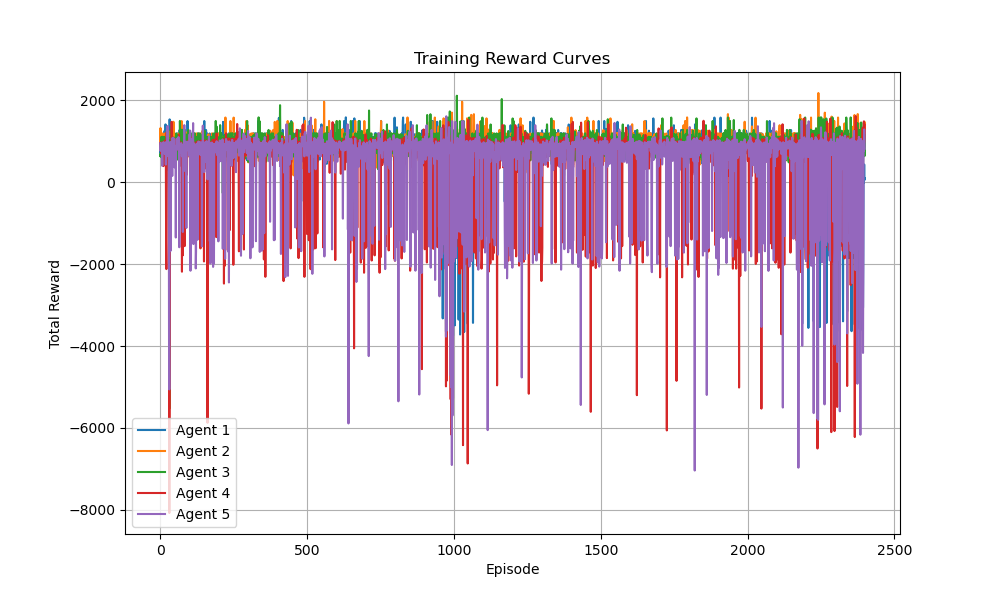 Training Reward Curves
Total Reward
2000
0
−2000
−4000
−6000
−8000
Agent 1
Agent 2
Agent 3
Agent 4
Agent 5
0 500 1000 1500 2000 2500
Episode